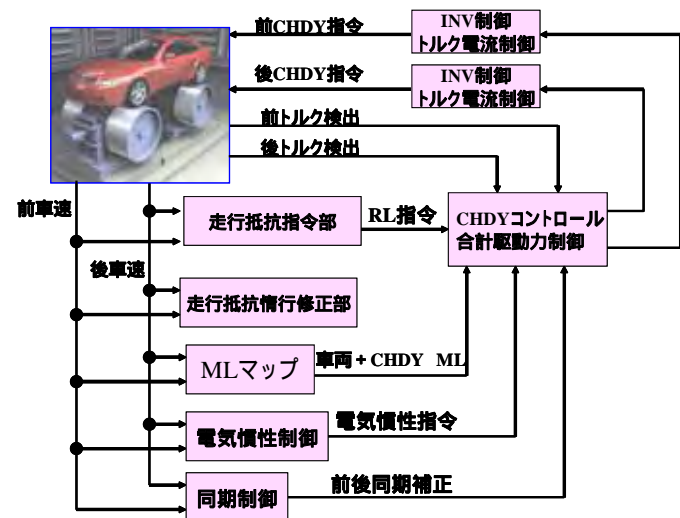 前CHDY指令
INV制御
トルク電流制御
後CHDY指令
INV制御
トルク電流制御
前トルク検出
後トルク検出
前車速
走行抵抗指令部
RL指令
CHDYコントロール
合計駆動力制御
後車速
走行抵抗惰行修正部
MLマップ
車両+CHDY ML
電気慣性制御
電気慣性指令
同期制御
前後同期補正